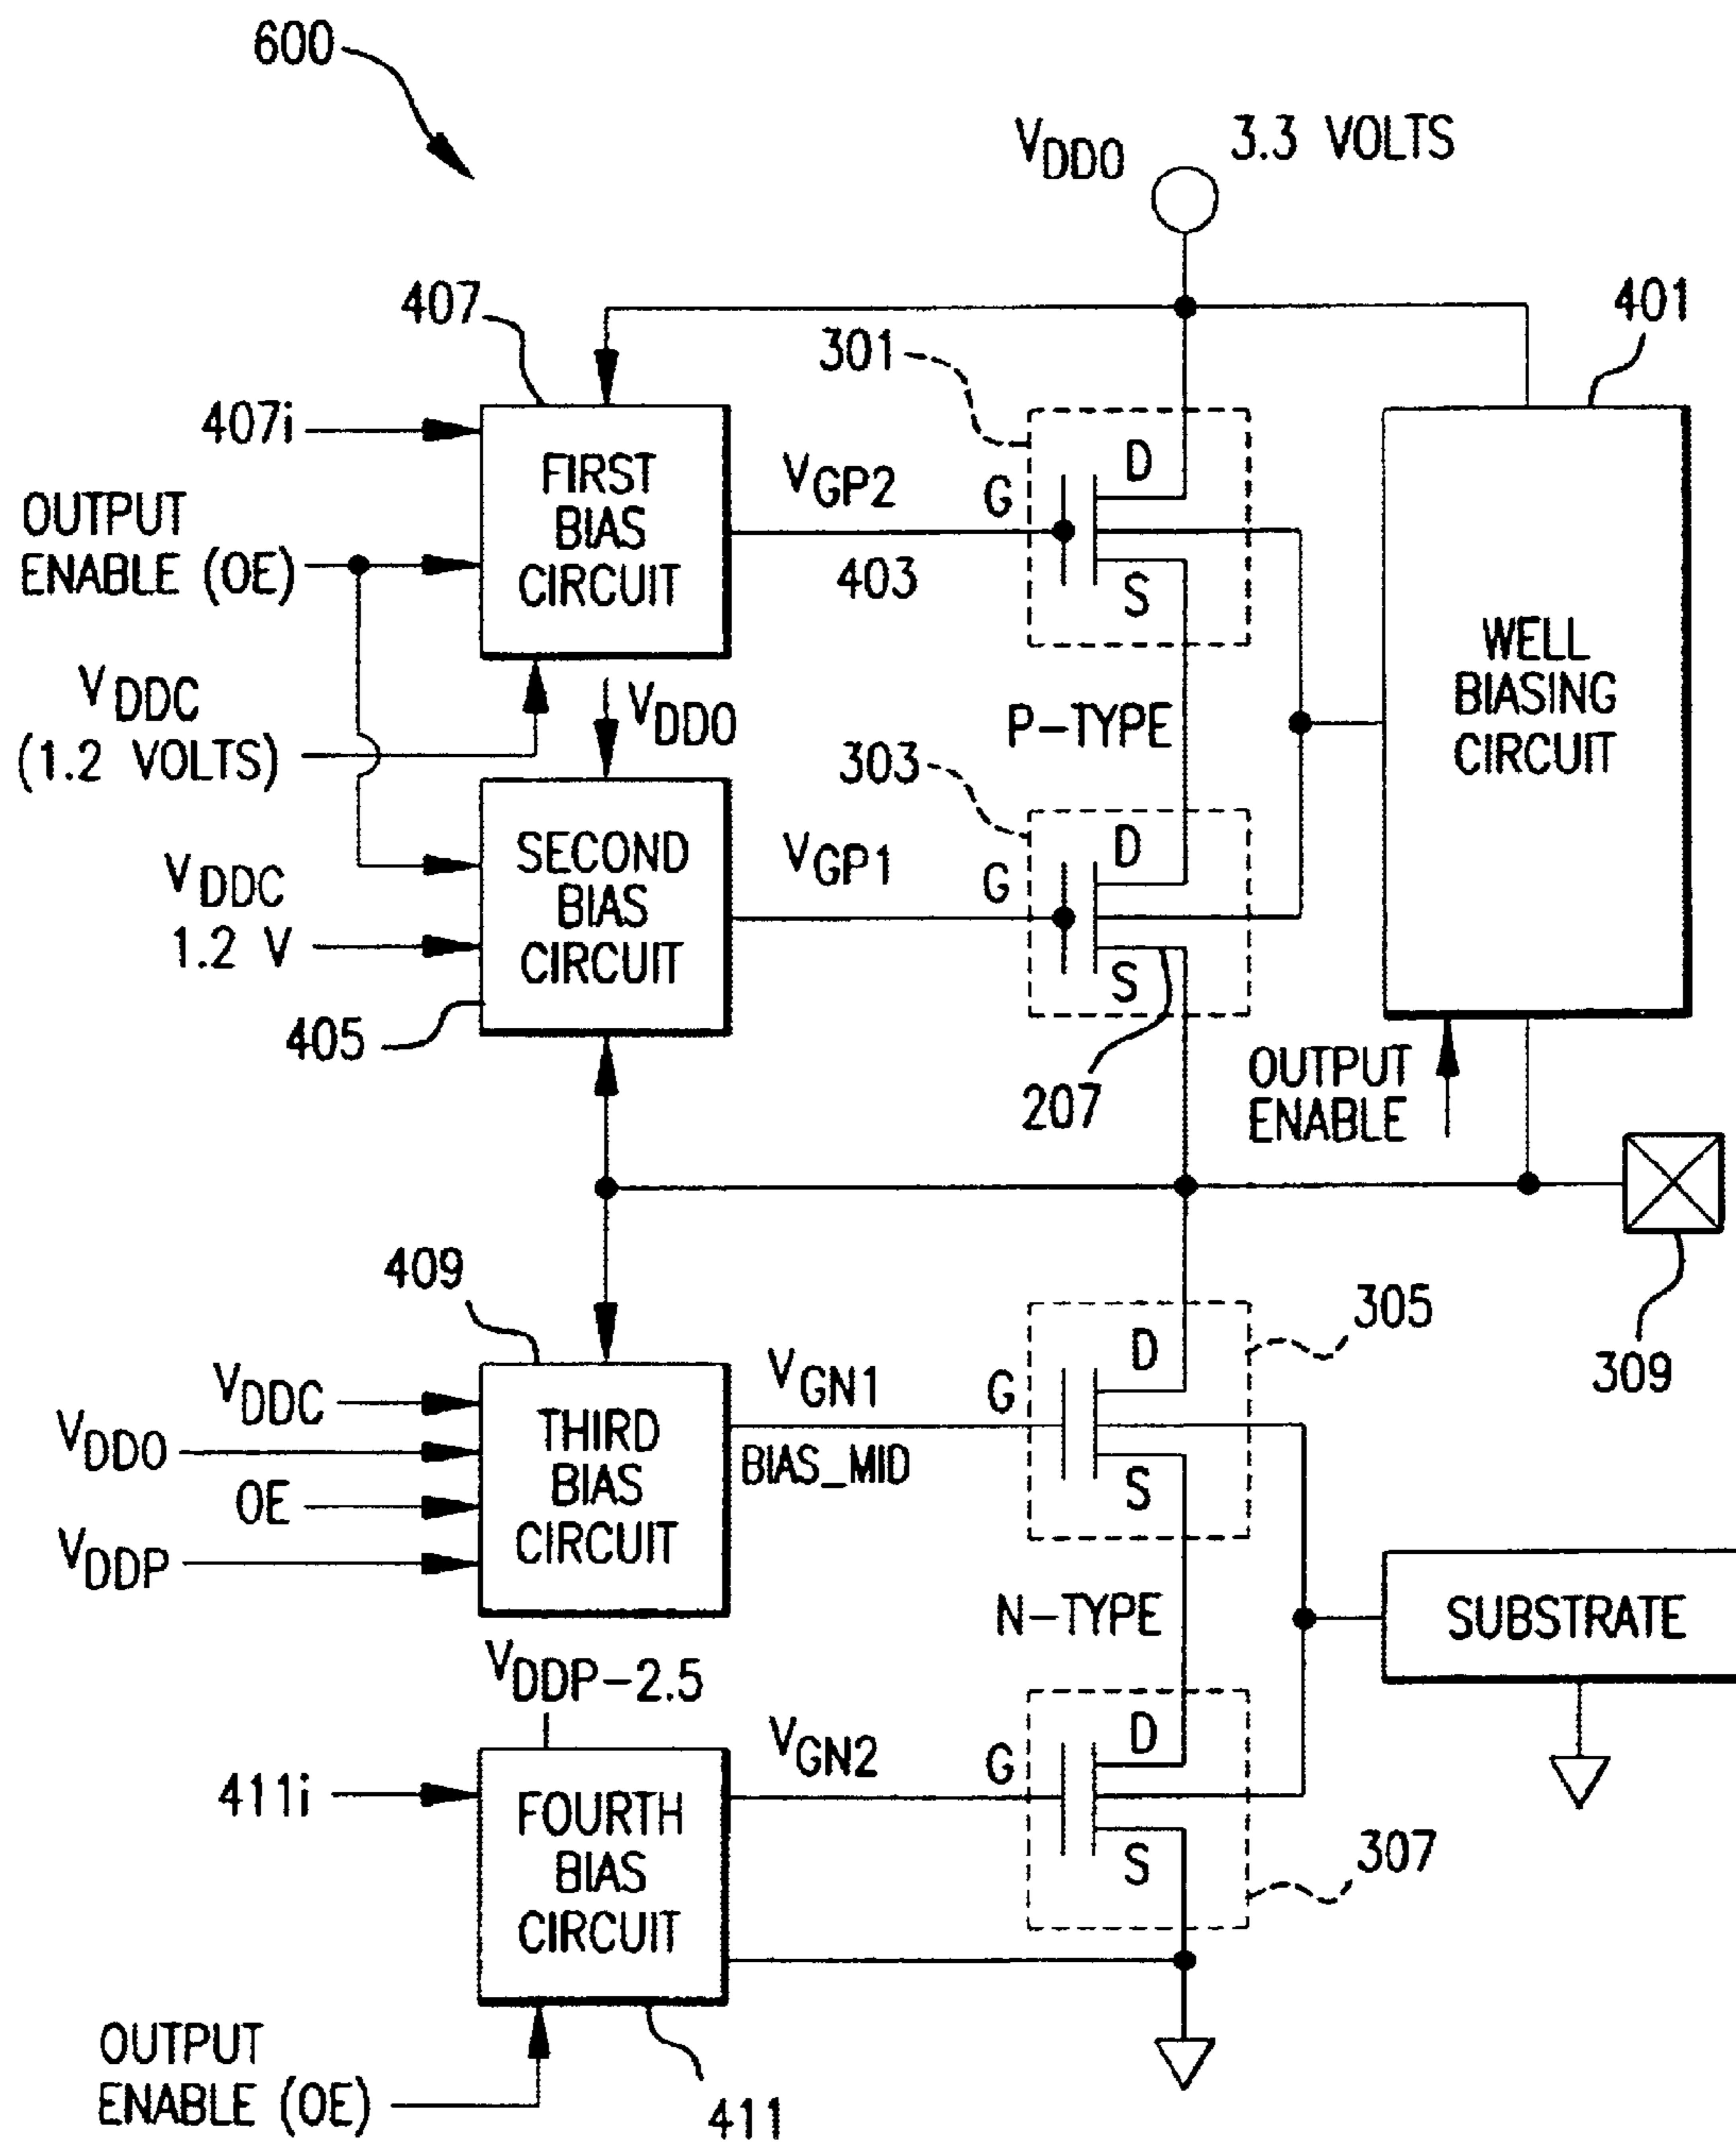 600
VDDO 3.3 VOLTS
407
301
401
407i
FIRST
BIAS
CIRCUIT
VGP2
403
G
D
S
OUTPUT
ENABLE (OE)
WELL
BIASING
CIRCUIT
VDDC
(1.2 VOLTS)
VDDO
P-TYPE
303
SECOND
BIAS
CIRCUIT
VGP1
G
D
S
VDDC
1.2 V
405
207
OUTPUT
ENABLE
309
409
305
VDDC
VDDO
OE
VDDP
THIRD
BIAS
CIRCUIT
VGN1
BIAS_MID
G
D
S
N-TYPE
SUBSTRATE
VDDP-2.5
411i
FOURTH
BIAS
CIRCUIT
VGN2
G
D
S
307
OUTPUT
ENABLE (OE)
411